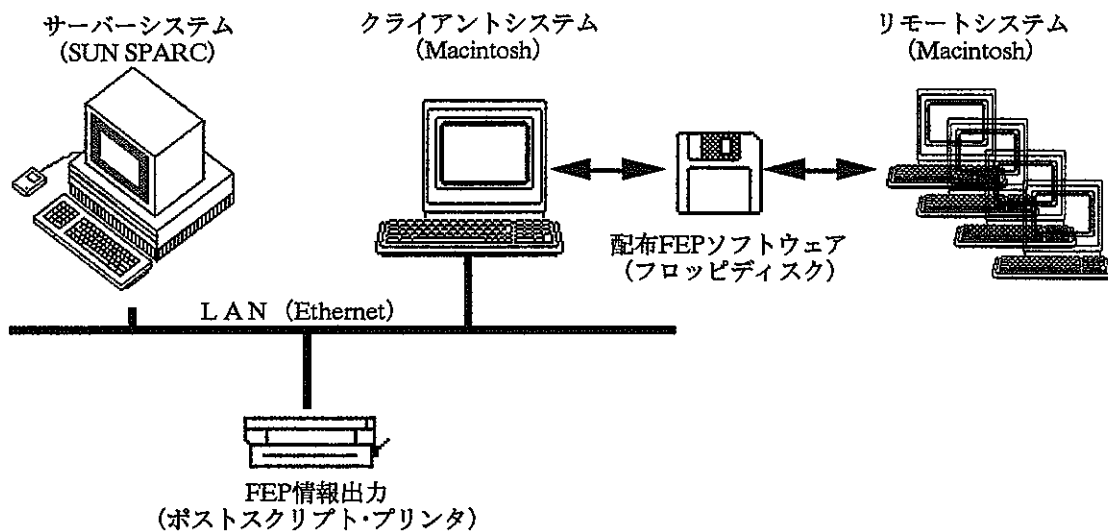 サーバーシステム
(SUN SPARC)
クライアントシステム
(Macintosh)
リモートシステム
(Macintosh)
配布FEPソフトウェア
(フロッピディスク)
LAN (Ethernet)
FEP情報出力
(ポストスクリプト・プリンタ)